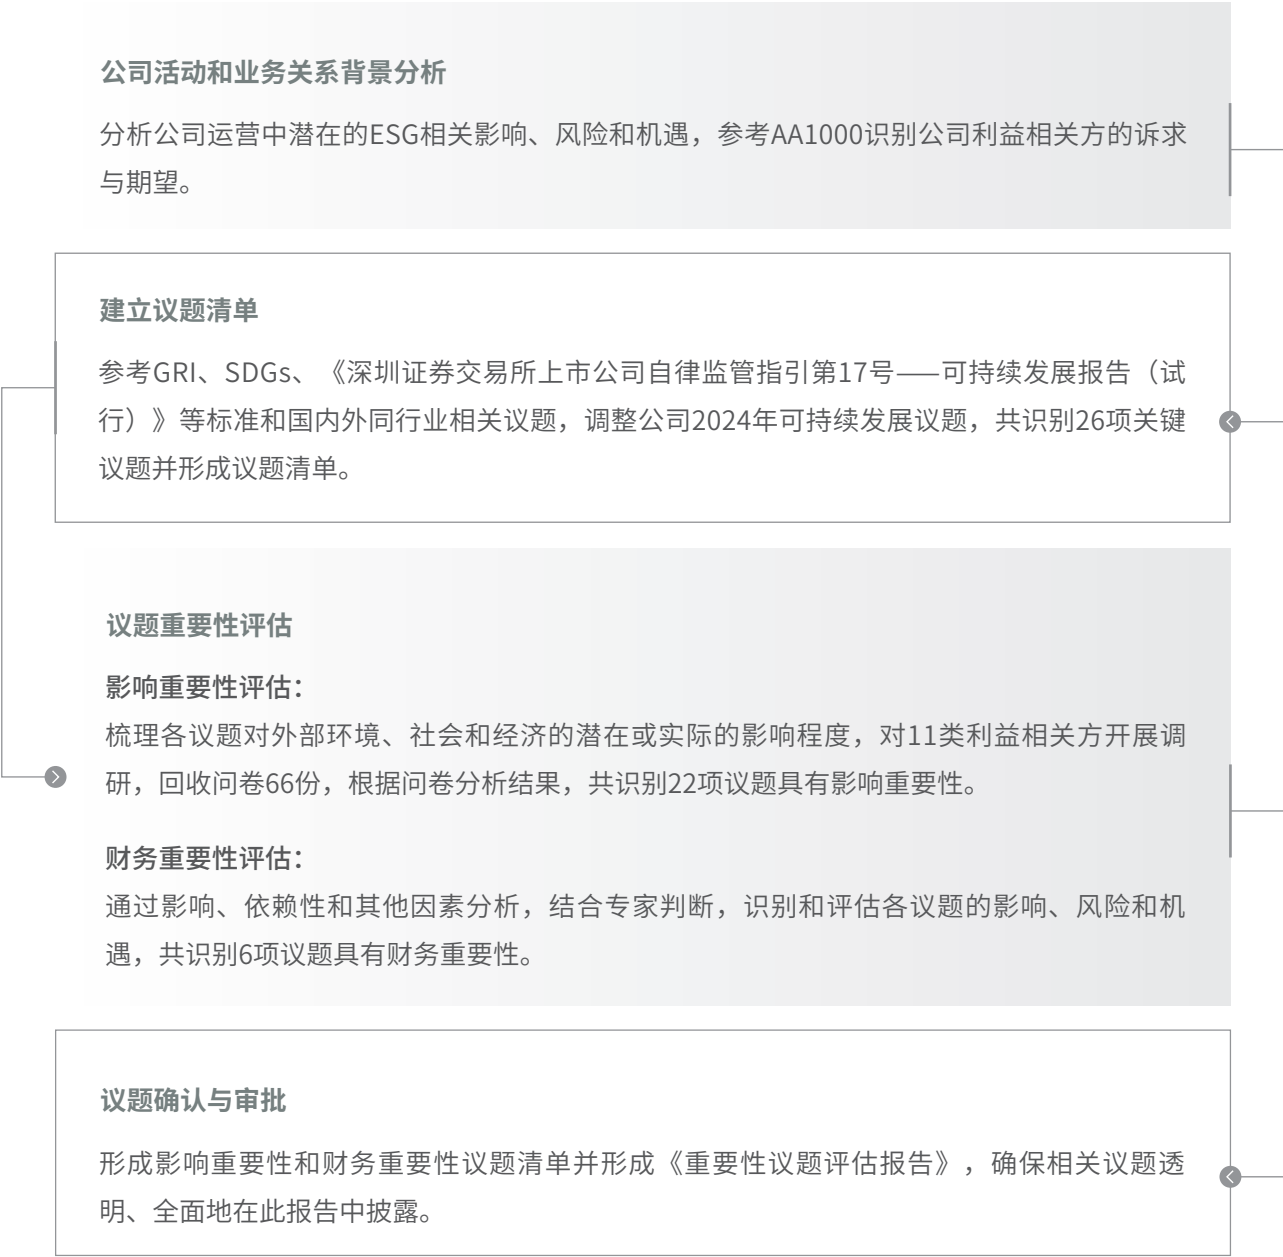 公司活动和业务关系背景分析
分析公司运营中潜在的ESG相关影响、风险和机遇，参考AA1000识别公司利益相关方的诉求
与期望。
建立议题清单
参考GRI、SDGs、《深圳证券交易所上市公司自律监管指引第17号——可持续发展报告（试
行）》等标准和国内外同行业相关议题，调整公司2024年可持续发展议题，共识别26项关键
议题并形成议题清单。
议题重要性评估
影响重要性评估：
梳理各议题对外部环境、社会和经济的潜在或实际的影响程度，对11类利益相关方开展调
研，回收问卷66份，根据问卷分析结果，共识别22项议题具有影响重要性。
财务重要性评估：
通过影响、依赖性和其他因素分析，结合专家判断，识别和评估各议题的影响、风险和机
遇，共识别6项议题具有财务重要性。
议题确认与审批
形成影响重要性和财务重要性议题清单并形成《重要性议题评估报告》，确保相关议题透
明、全面地在此报告中披露。